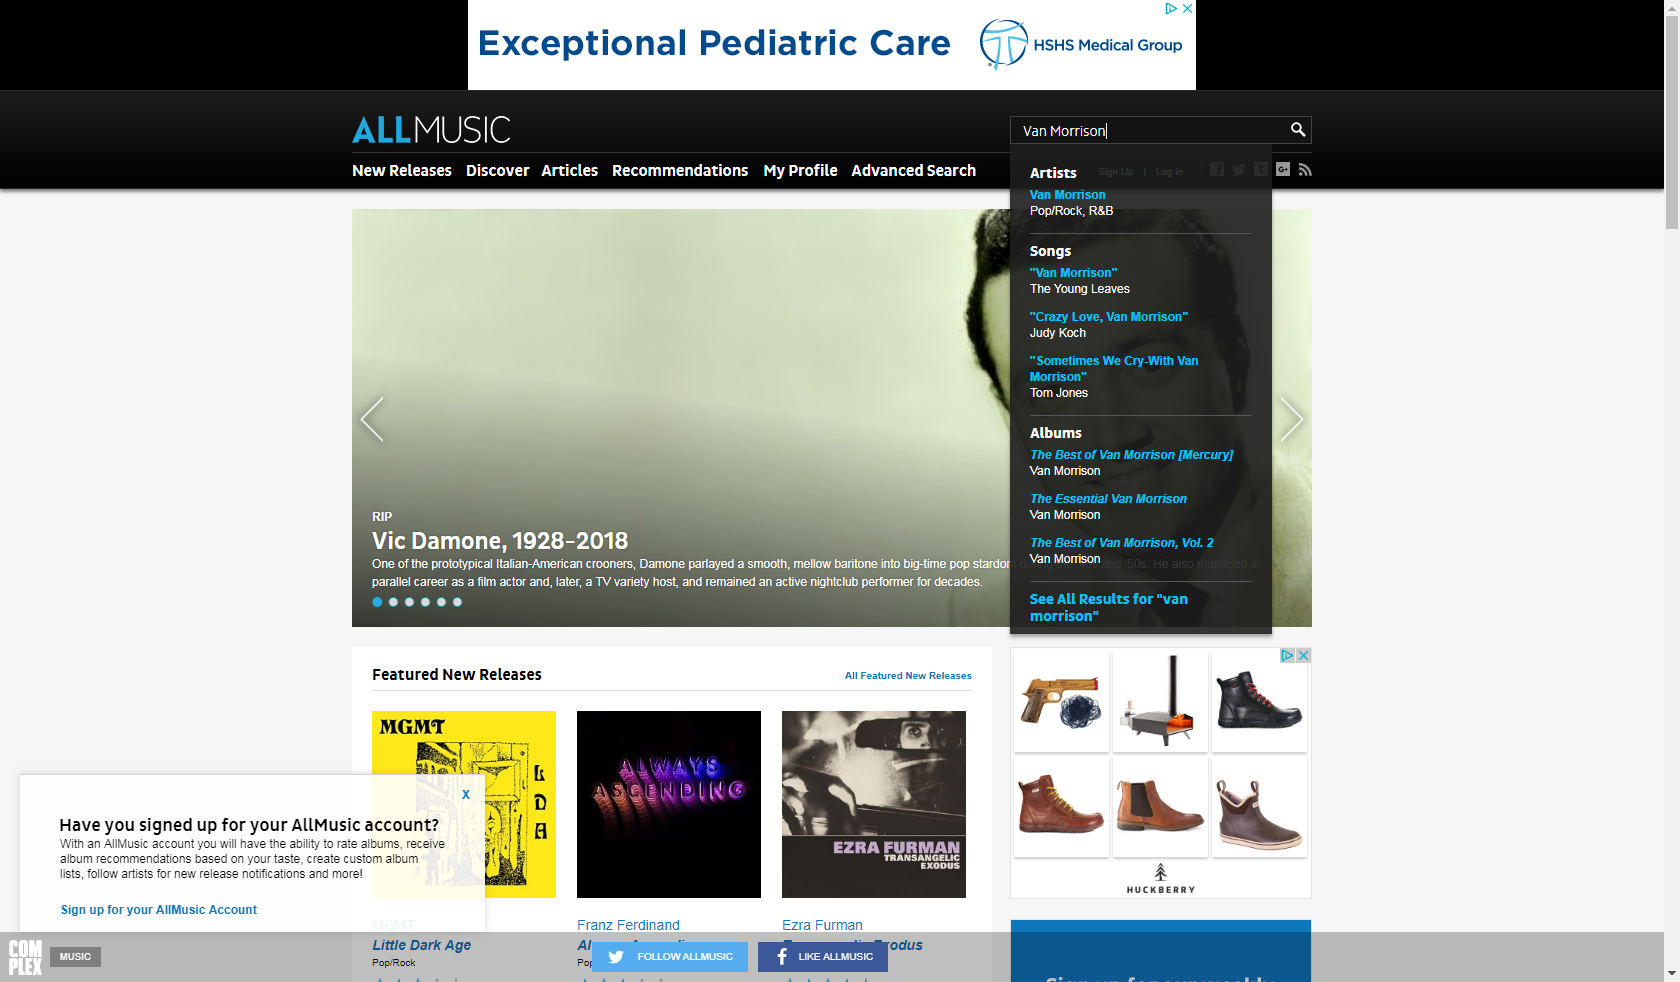 Exceptional Pediatric Care
HSHS Medical Group
ALLMUSIC
Van Morrison
New Releases
Discover
Articles
Recommendations
My Profile
Advanced Search
Sign Up | Log in
Artists
Van Morrison
Pop/Rock, R&B
Songs
"Van Morrison"
The Young Leaves
"Crazy Love, Van Morrison"
Judy Koch
"Sometimes We Cry-With Van
Morrison"
Tom Jones
Albums
The Best of Van Morrison [Mercury]
Van Morrison
The Essential Van Morrison
Van Morrison
The Best of Van Morrison, Vol. 2
Van Morrison
See All Results for "van
morrison"
RIP
Vic Damone, 1928-2018
One of the prototypical Italian-American crooners, Damone parlayed a smooth, mellow baritone into big-time pop stardom '50s. He also managed a
parallel career as a film actor and, later, a TV variety host, and remained an active nightclub performer for decades.
Featured New Releases
All Featured New Releases
MGMT
LDA
ALWAYS
ASCENDING
EZRA FURMAN
TRANSANGELIC
EXODUS
HUCKBERRY
X
Have you signed up for your AllMusic account?
With an AllMusic account you will have the ability to rate albums, receive
album recommendations based on your taste, create custom album
lists, follow artists for new release notifications and more!
Sign up for your AllMusic Account
MGMT
Little Dark Age
Pop/Rock
Franz Ferdinand
Ezra Furman
COMPLEX
MUSIC
FOLLOW ALLMUSIC
LIKE ALLMUSIC